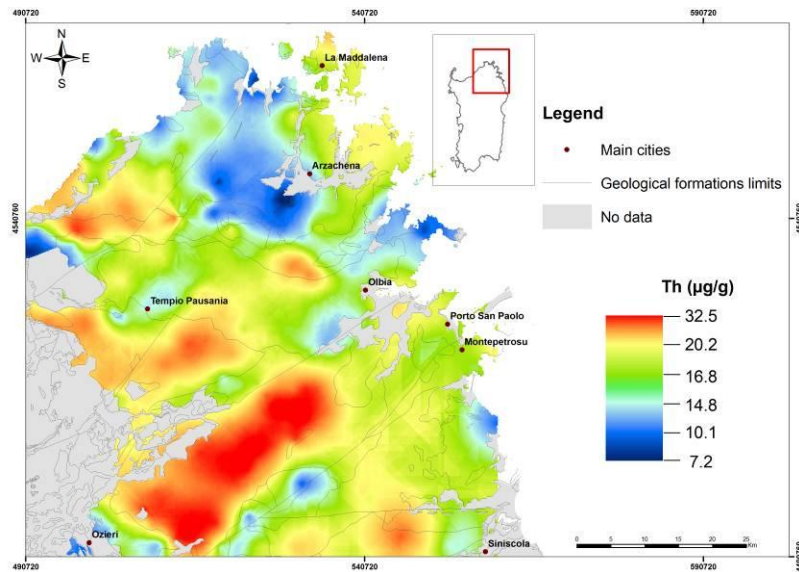 490720 540720 590720
N
W E
S
La Maddalena
Legend
Main cities
Arzachena
Geological formations limits
No data
4540760
4540760
Olbia
Th (µg/g)
Tempio Pausania
Porto San Paolo
32.5
Montepetrosu
20.2
16.8
14.8
10.1
7.2
Ozieri
Siniscola
0 5 10 15 20 25
Km
490720 540720 590720